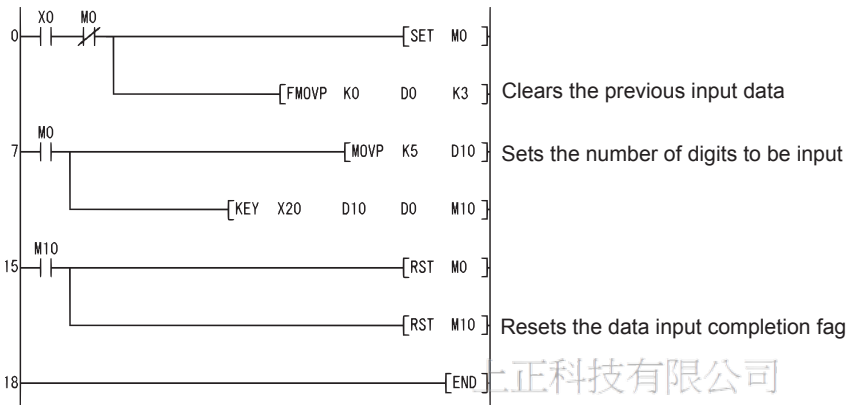 X0 M0
0 [SET M0 ]
[FMOVP K0 D0 K3 ] Clears the previous input data
M0
7 [MOVP K5 D10 ] Sets the number of digits to be input
[KEY X20 D10 D0 M10 ]
M10
15 [RST M0 ]
[RST M10 ] Resets the data input completion fag
上正科技有限公司
18 [END ]